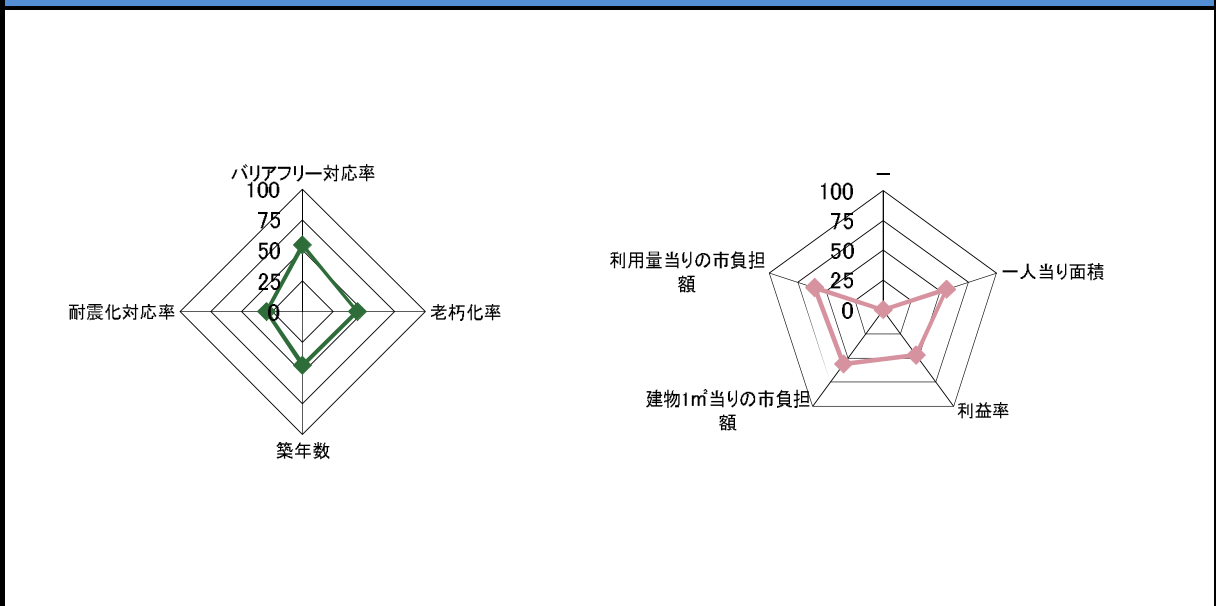 バリアフリー対応率
100
75
50
25
0
耐震化対応率
老朽化率
築年数
ー
100
75
50
25
0
利用量当りの市負担
額
一人当り面積
建物1㎡当りの市負担
額
利益率